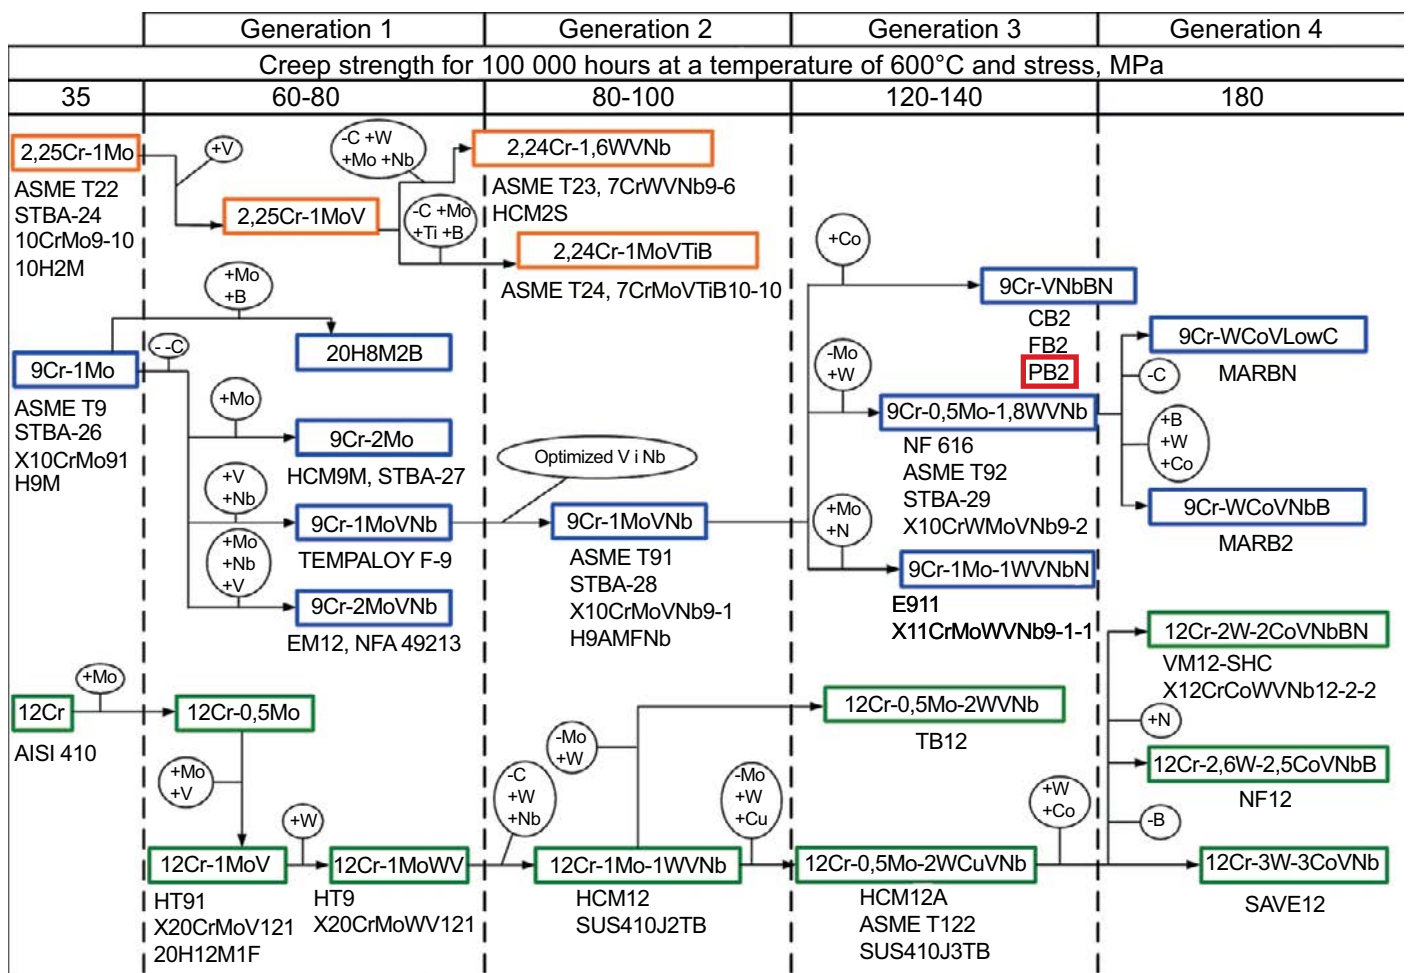 Generation 1
Generation 2
Generation 3
Generation 4
Creep strength for 100 000 hours at a temperature of 600°C and stress, MPa
35
60-80
80-100
120-140
180
2,25Cr-1Mo
ASME T22
STBA-24
10CrMo9-10
10H2M
+V
2,25Cr-1MoV
-C +W
+Mo +Nb
-C +Mo
+Ti +B
2,24Cr-1,6WVNb
ASME T23, 7CrWVNb9-6
HCM2S
2,24Cr-1MoVTiB
ASME T24, 7CrMoVTiB10-10
9Cr-1Mo
ASME T9
STBA-26
X10CrMo91
H9M
+Mo
+B
- -C
20H8M2B
+Mo
9Cr-2Mo
HCM9M, STBA-27
+V
+Nb
9Cr-1MoVNb
TEMPALOY F-9
+Mo
+Nb
+V
9Cr-2MoVNb
EM12, NFA 49213
Optimized V i Nb
9Cr-1MoVNb
ASME T91
STBA-28
X10CrMoVNb9-1
H9AMFNb
+Co
9Cr-VNbBN
CB2
FB2
PB2
-Mo
+W
9Cr-0,5Mo-1,8WVNb
NF 616
ASME T92
STBA-29
X10CrWMoVNb9-2
+Mo
+N
9Cr-1Mo-1WVNbN
E911
X11CrMoWVNb9-1-1
9Cr-WCoVLowC
MARBN
-C
+B
+W
+Co
9Cr-WCoVNbB
MARB2
12Cr
AISI 410
+Mo
12Cr-0,5Mo
+Mo
+V
12Cr-1MoV
HT91
X20CrMoV121
20H12M1F
+W
12Cr-1MoWV
HT9
X20CrMoWV121
-C
+W
+Nb
12Cr-1Mo-1WVNb
HCM12
SUS410J2TB
-Mo
+W
12Cr-0,5Mo-2WVNb
TB12
-Mo
+W
+Cu
12Cr-0,5Mo-2WCuVNb
HCM12A
ASME T122
SUS410J3TB
+W
+Co
12Cr-2W-2CoVNbBN
VM12-SHC
X12CrCoWVNb12-2-2
+N
12Cr-2,6W-2,5CoVNbB
NF12
-B
12Cr-3W-3CoVNb
SAVE12